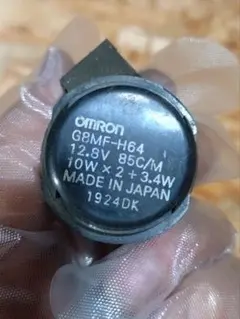 OMRON
G8MF-H64
12.8V 85C/M
10W × 2 + 3.4W
MADE IN JAPAN
1924DK